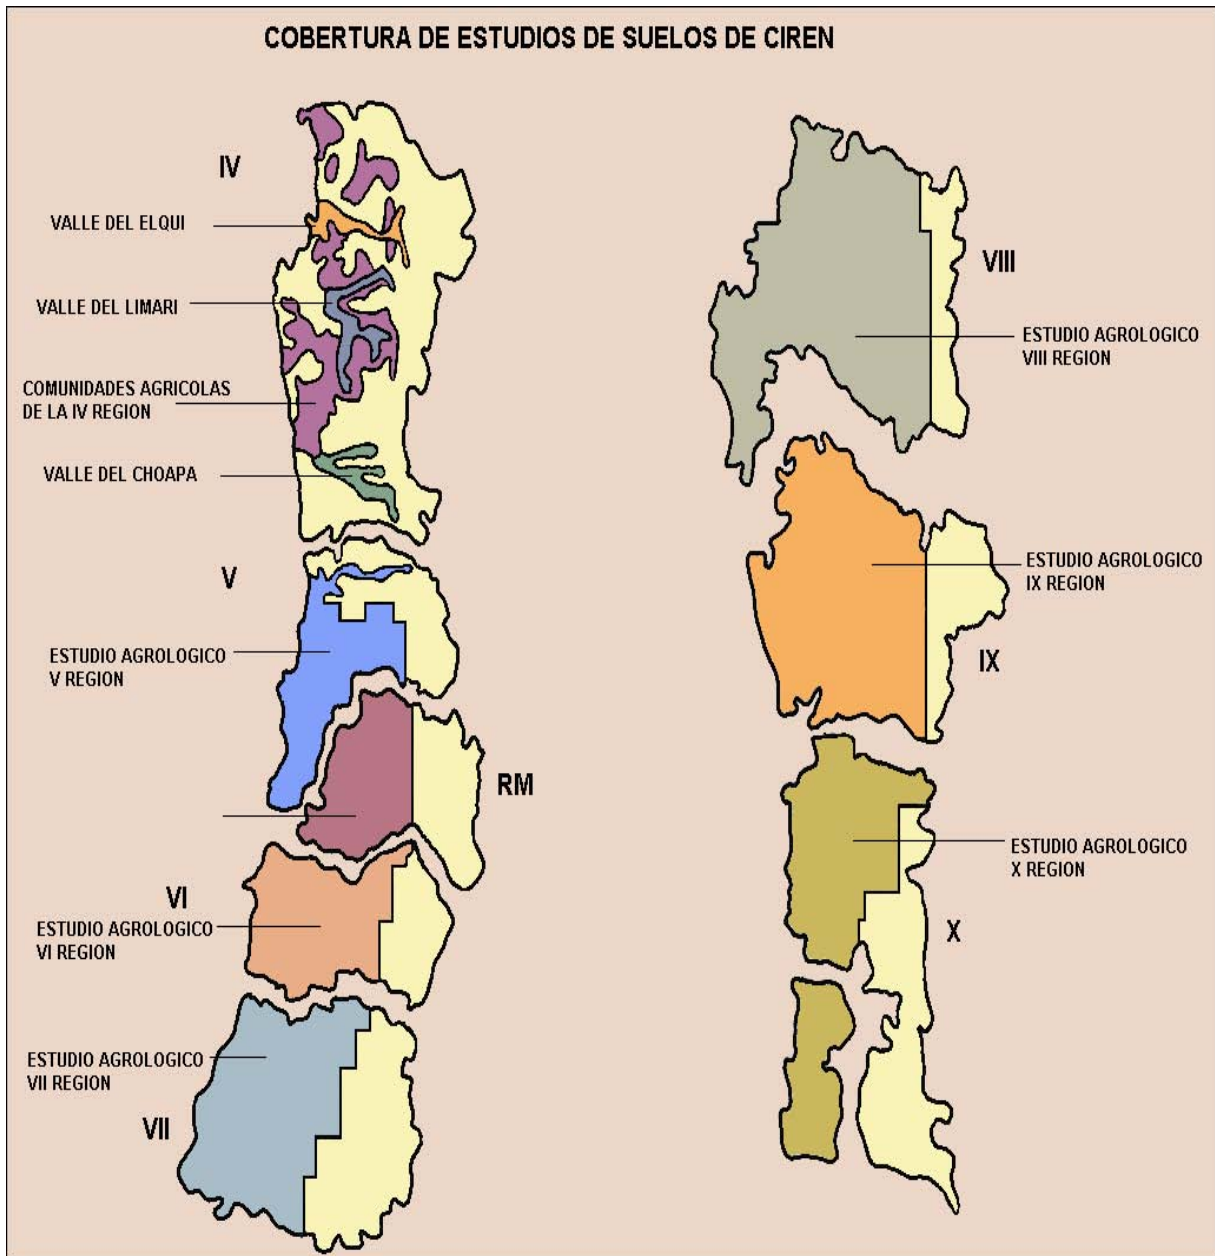 COBERTURA DE ESTUDIOS DE SUELOS DE CIREN
IV
VALLE DEL ELQUI
VALLE DEL LIMARI
COMUNIDADES AGRICOLAS
DE LA IV REGION
VALLE DEL CHOAPA
V
ESTUDIO AGROLOGICO
V REGION
RM
VI
ESTUDIO AGROLOGICO
VI REGION
ESTUDIO AGROLOGICO
VII REGION
VII
VIII
ESTUDIO AGROLOGICO
VIII REGION
ESTUDIO AGROLOGICO
IX REGION
IX
ESTUDIO AGROLOGICO
X REGION
X